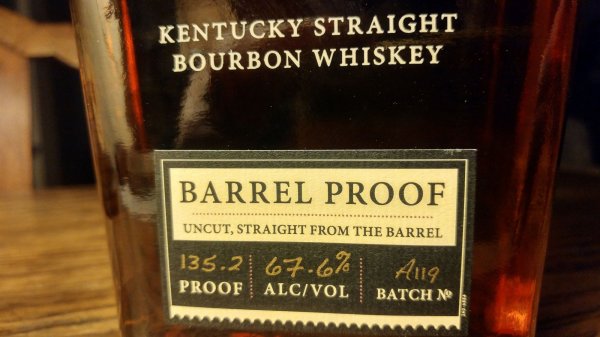 KENTUCKY STRAIGHT
BOURBON WHISKEY
BARREL PROOF
UNCUT, STRAIGHT FROM THE BARREL
135.2 67.6% A119
PROOF ALC/VOL BATCH №